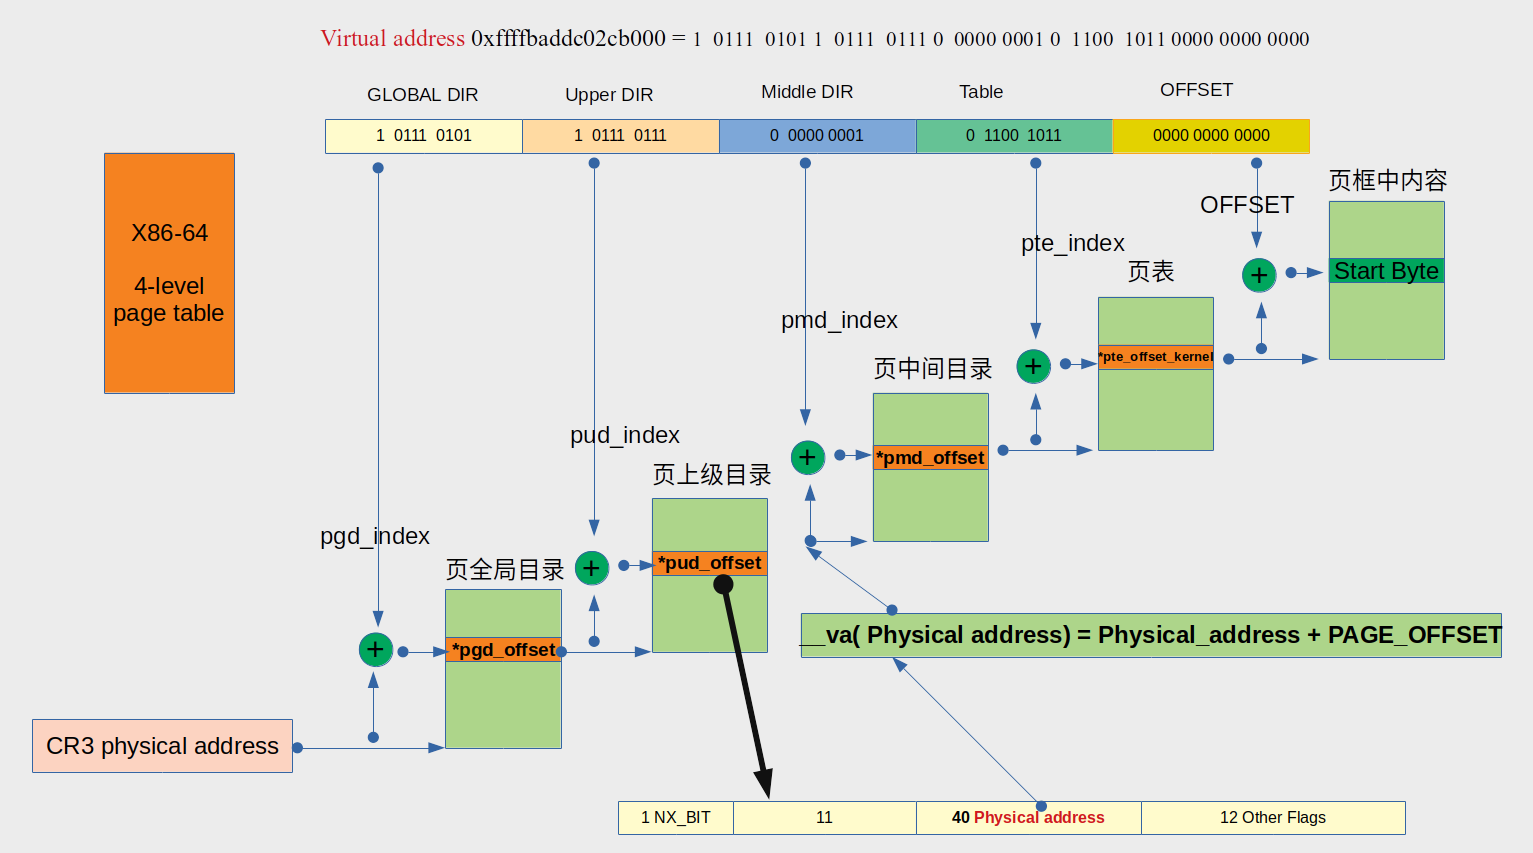 Virtual address 0xffffbaddc02cb000 = 1 0111 0101 1 0111 0111 0 0000 0001 0 1100 1011 0000 0000 0000
GLOBAL DIR
Upper DIR
Middle DIR
Table
OFFSET
1 0111 0101
1 0111 0111
0 0000 0001
0 1100 1011
0000 0000 0000
页框中内容
OFFSET
X86-64
4-level
page table
pte_index
页表
+
Start Byte
pmd_index
*pte_offset_kernel
页中间目录
+
pud_index
*pmd_offset
+
页上级目录
pgd_index
页全局目录
+
*pud_offset
__va( Physical address) = Physical_address + PAGE_OFFSET
+
*pgd_offset
CR3 physical address
1 NX_BIT
11
40 Physical address
12 Other Flags